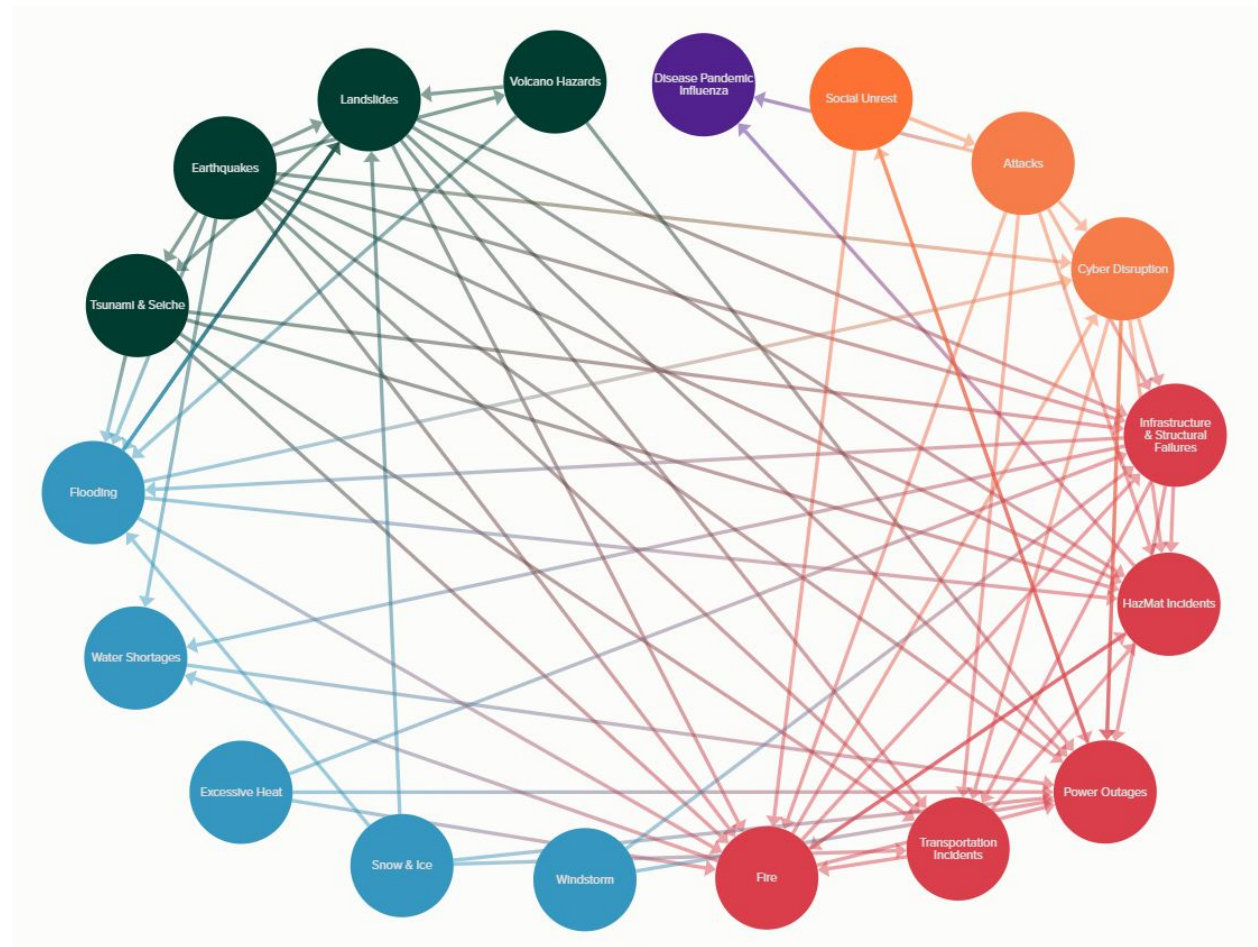 Volcano Hazards
Disease Pandemic
Influenza
Landslides
Social Unrest
Earthquakes
Attacks
Cyber Disruption
Tsunami & Seiche
Infrastructure
& Structural
Failures
Flooding
HazMat Incidents
Water Shortages
Excessive Heat
Power Outages
Transportation
Incidents
Snow & Ice
Windstorm
Fire